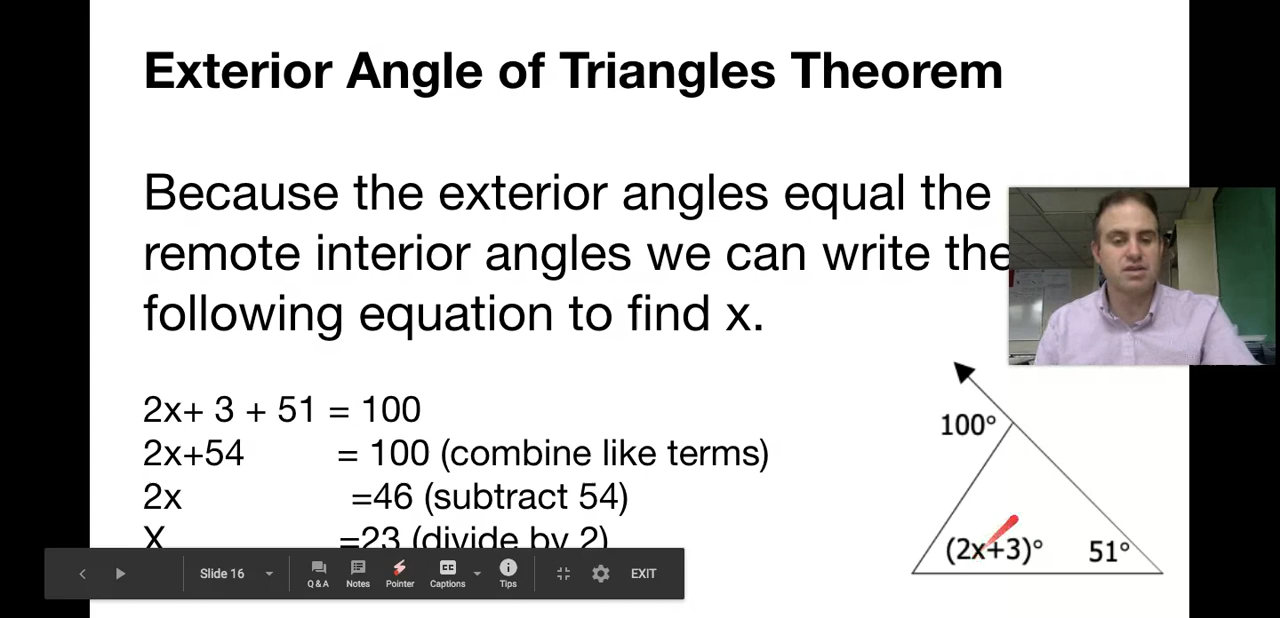 Exterior Angle of Triangles Theorem
Because the exterior angles equal the
remote interior angles we can write the
following equation to find x.
2x+ 3 + 51 = 100
2x+54 = 100 (combine like terms)
2x =46 (subtract 54)
X =23 (divide by 2)
100°
(2x+3)° 51°
Slide 16
Q & A
Notes
Pointer
CC
Captions
Tips
EXIT